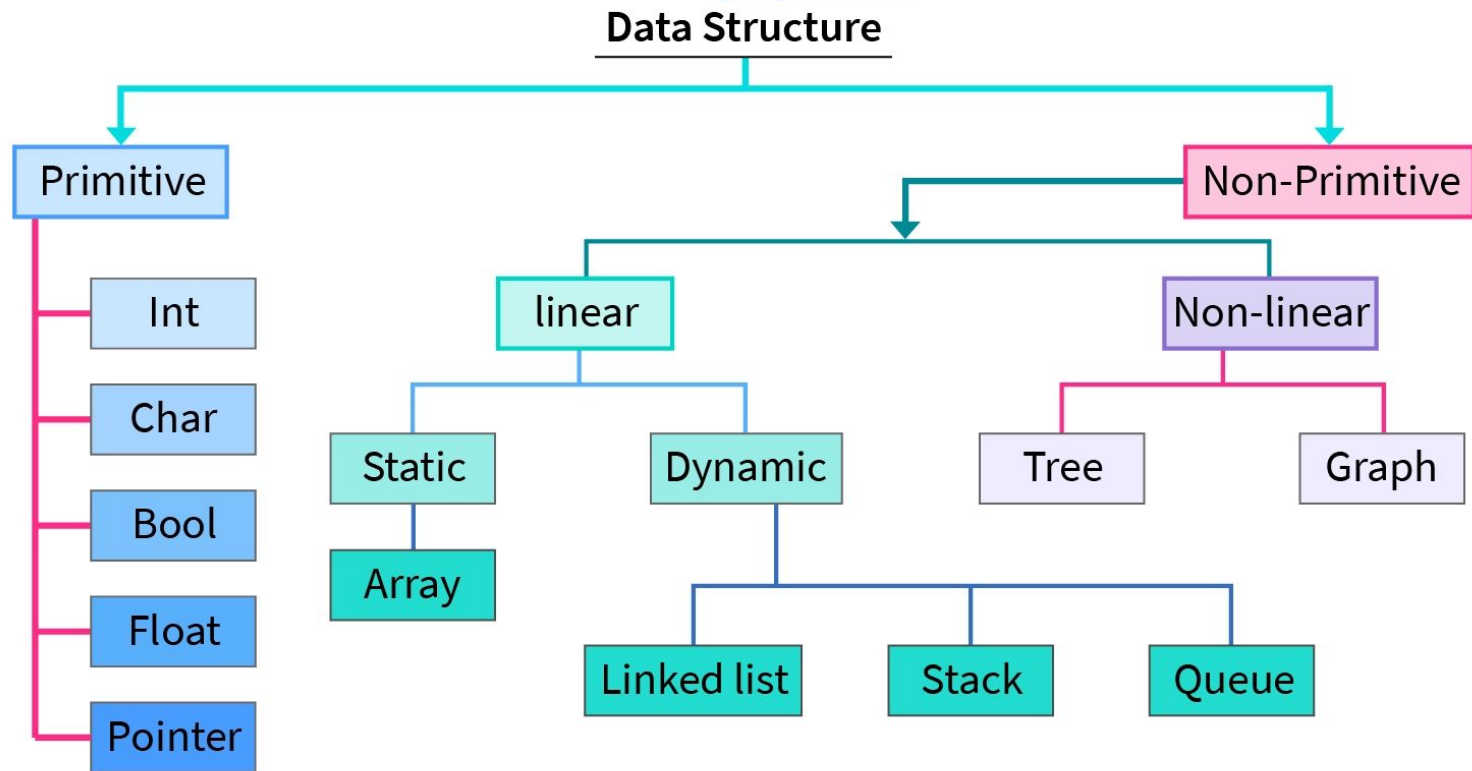 Data Structure
Primitive
Non-Primitive
Int
linear
Non-linear
Char
Static
Dynamic
Tree
Graph
Bool
Array
Float
Linked list
Stack
Queue
Pointer